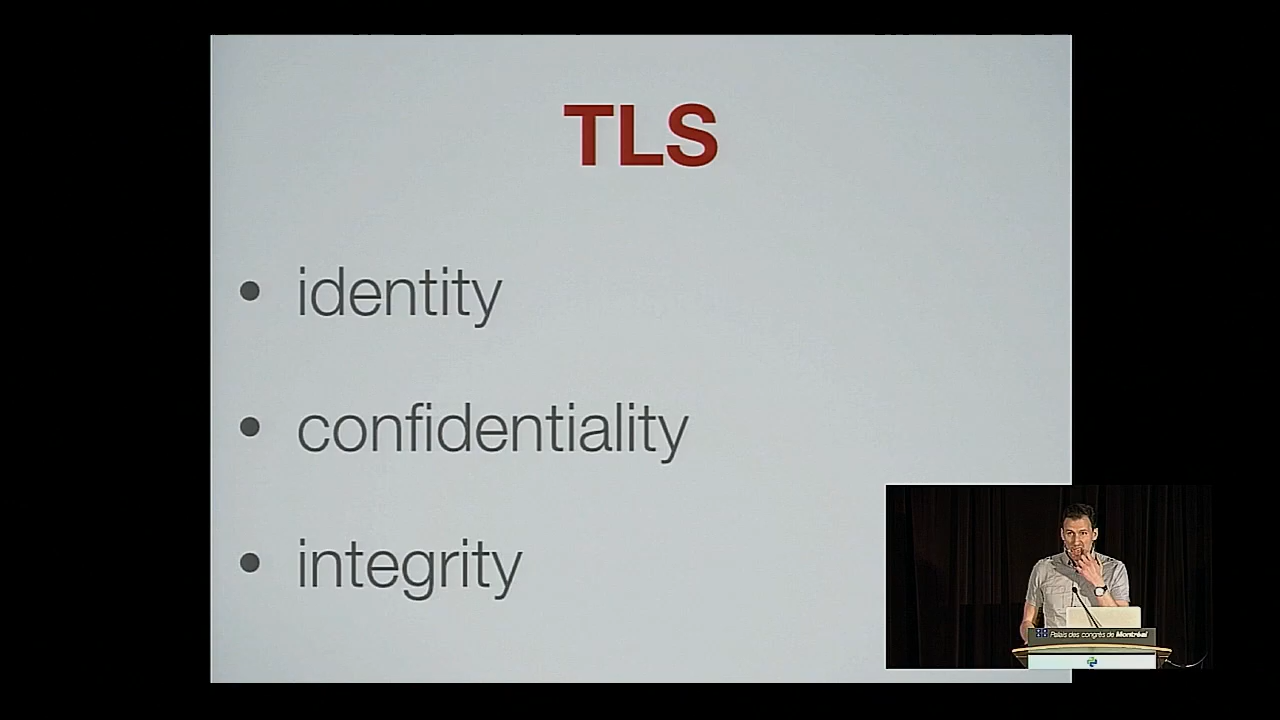 TLS
• identity
• confidentiality
• integrity
Palais des congrès de Montréal